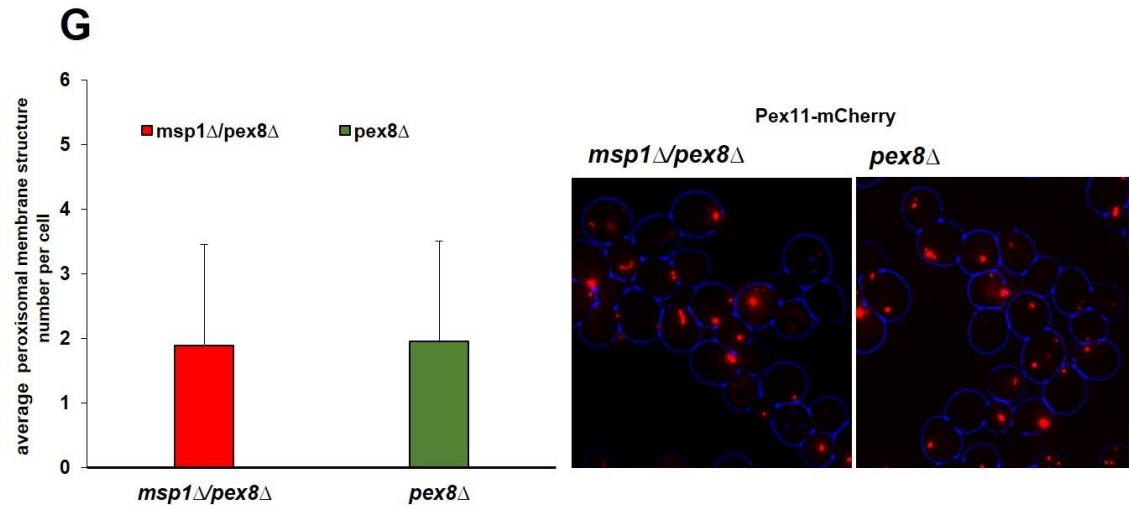 G
average peroxisomal membrane structure
number per cell
6
5
4
3
2
1
0
msp1Δ/pex8Δ
pex8Δ
msp1Δ/pex8Δ
pex8Δ
Pex11-mCherry
msp1Δ/pex8Δ
pex8Δ